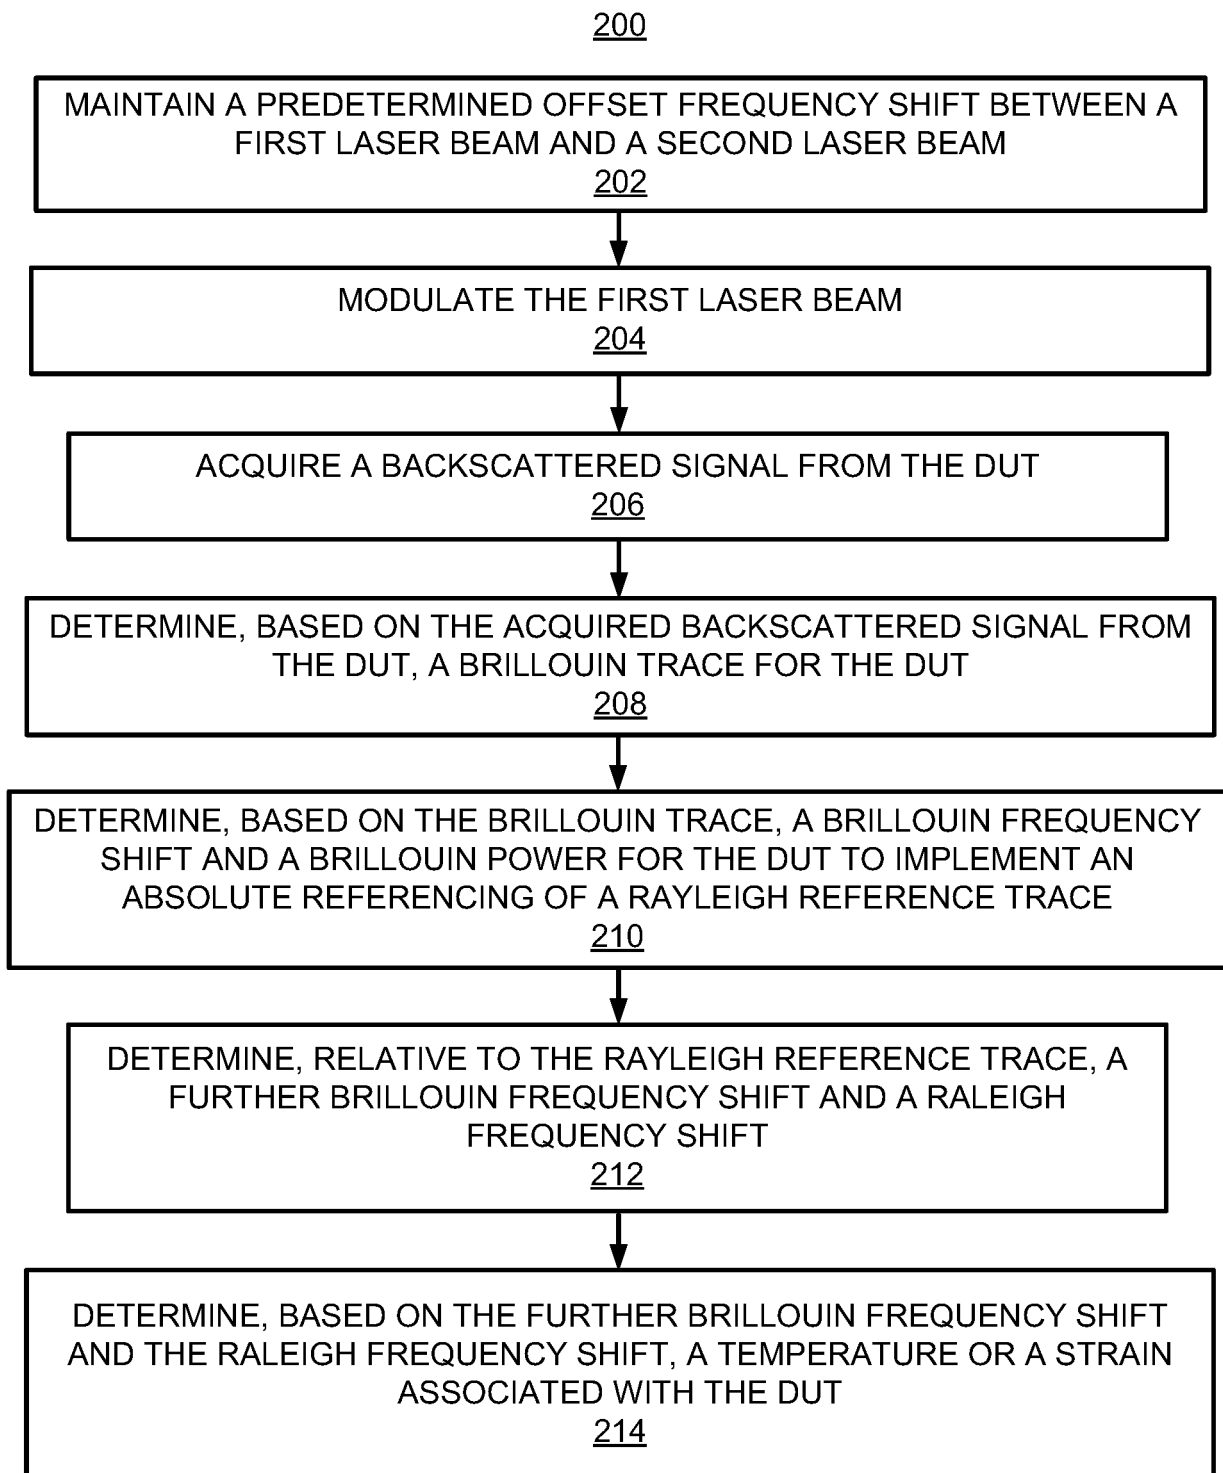 200
MAINTAIN A PREDETERMINED OFFSET FREQUENCY SHIFT BETWEEN A
FIRST LASER BEAM AND A SECOND LASER BEAM
202
MODULATE THE FIRST LASER BEAM
204
ACQUIRE A BACKSCATTERED SIGNAL FROM THE DUT
206
DETERMINE, BASED ON THE ACQUIRED BACKSCATTERED SIGNAL FROM
THE DUT, A BRILLOUIN TRACE FOR THE DUT
208
DETERMINE, BASED ON THE BRILLOUIN TRACE, A BRILLOUIN FREQUENCY
SHIFT AND A BRILLOUIN POWER FOR THE DUT TO IMPLEMENT AN
ABSOLUTE REFERENCING OF A RAYLEIGH REFERENCE TRACE
210
DETERMINE, RELATIVE TO THE RAYLEIGH REFERENCE TRACE, A
FURTHER BRILLOUIN FREQUENCY SHIFT AND A RALEIGH
FREQUENCY SHIFT
212
DETERMINE, BASED ON THE FURTHER BRILLOUIN FREQUENCY SHIFT
AND THE RALEIGH FREQUENCY SHIFT, A TEMPERATURE OR A STRAIN
ASSOCIATED WITH THE DUT
214